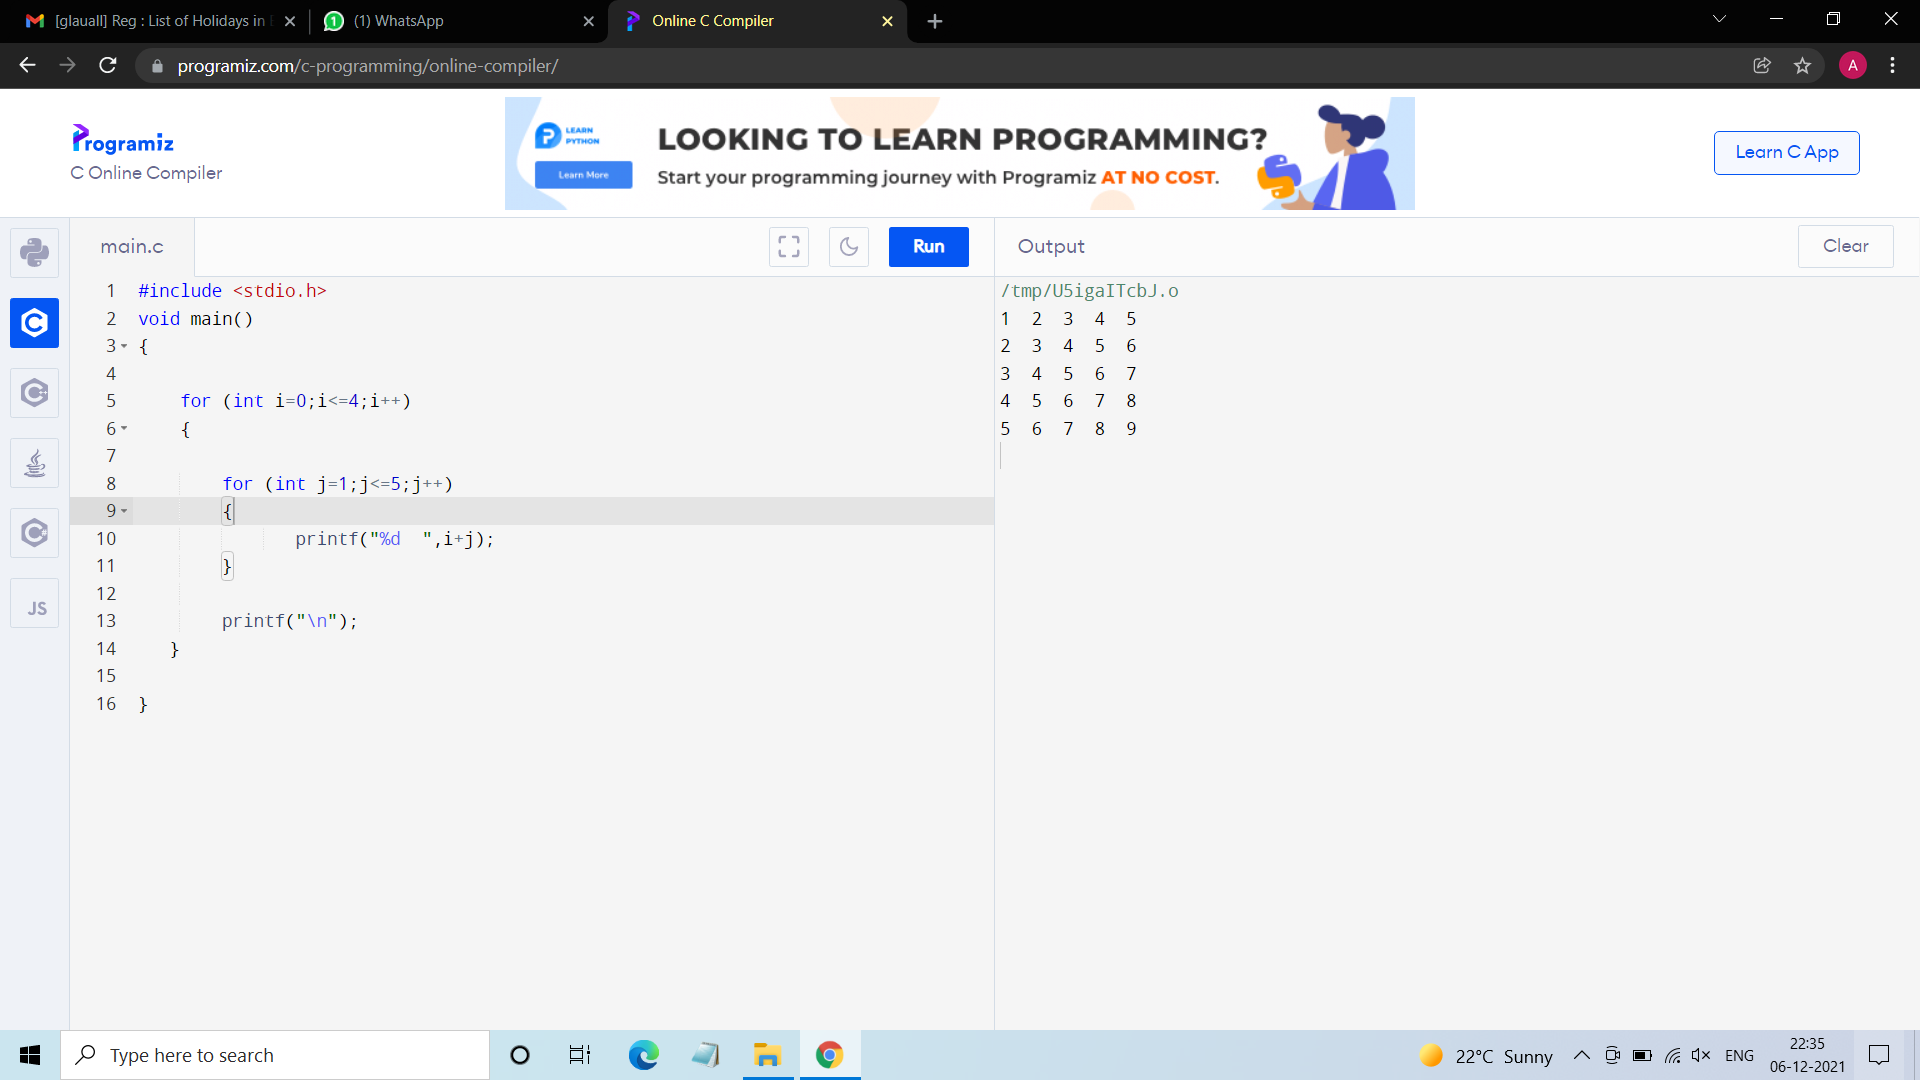 [glauall] Reg : List of Holidays in
(1) WhatsApp
Online C Compiler
programiz.com/c-programming/online-compiler/
A
Programiz
C Online Compiler
LEARN
PYTHON
Learn More
LOOKING TO LEARN PROGRAMMING?
Start your programming journey with Programiz AT NO COST.
Learn C App
main.c
Run
Output
Clear
1 #include <stdio.h>
2 void main()
3 {
4
5     for (int i=0;i<=4;i++)
6     {
7
8         for (int j=1;j<=5;j++)
9         {
10                printf("%d  ",i+j);
11         }
12
13         printf("\n");
14    }
15
16 }
/tmp/U5igaITcbJ.o
1  2  3  4  5
2  3  4  5  6
3  4  5  6  7
4  5  6  7  8
5  6  7  8  9
JS
Type here to search
22°C Sunny
ENG
22:35
06-12-2021